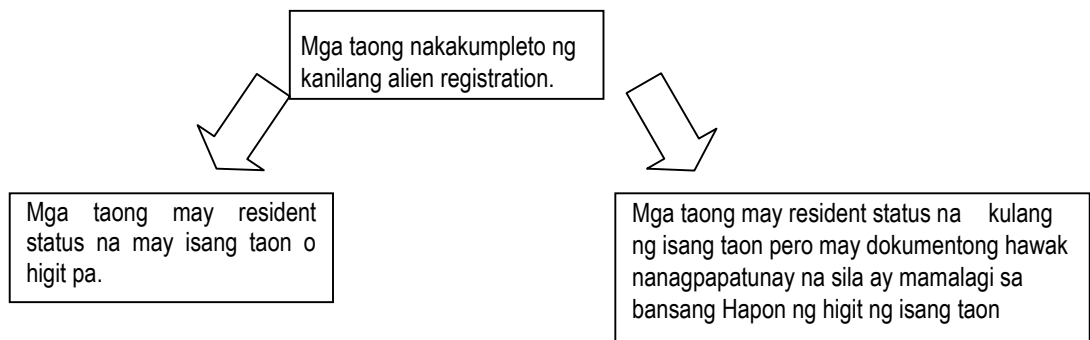 Mga taong nakakumpleto ng
kanilang alien registration.
Mga taong may resident
status na may isang taon o
higit pa.
Mga taong may resident status na kulang
ng isang taon pero may dokumentong hawak
nanagpapatunay na sila ay mamalagi sa
bansang Hapon ng higit ng isang taon